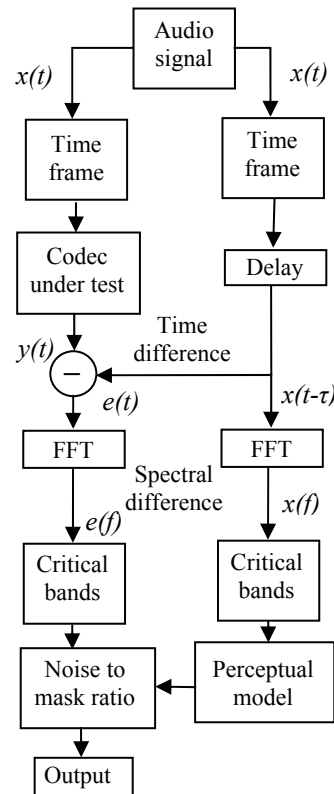 Audio
signal
x(t)
x(t)
Time
frame
Time
frame
Codec
under test
Delay
y(t)
Time
difference
−
e(t)
x(t-τ)
FFT
FFT
Spectral
difference
e(f)
x(f)
Critical
bands
Critical
bands
Noise to
mask ratio
Perceptual
model
Output